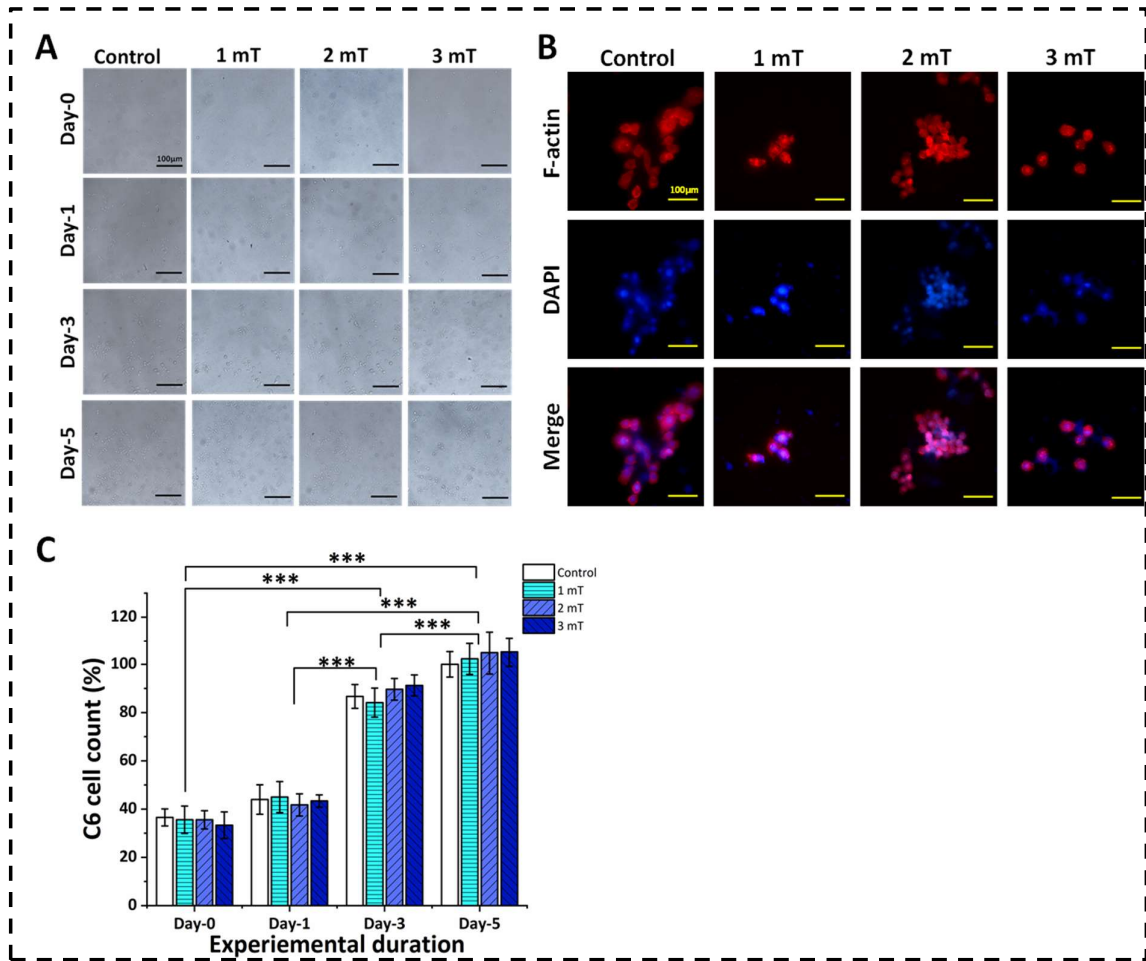 A
Control 1 mT 2 mT 3 mT
Day-0
100µm
Day-1
Day-3
Day-5
B
Control 1 mT 2 mT 3 mT
F-actin
100µm
DAPI
Merge
C
***
***
***
***
***
Control
1 mT
2 mT
3 mT
C6 cell count (%)
120
100
80
60
40
20
0
Day-0 Day-1 Day-3 Day-5
Experiemental duration